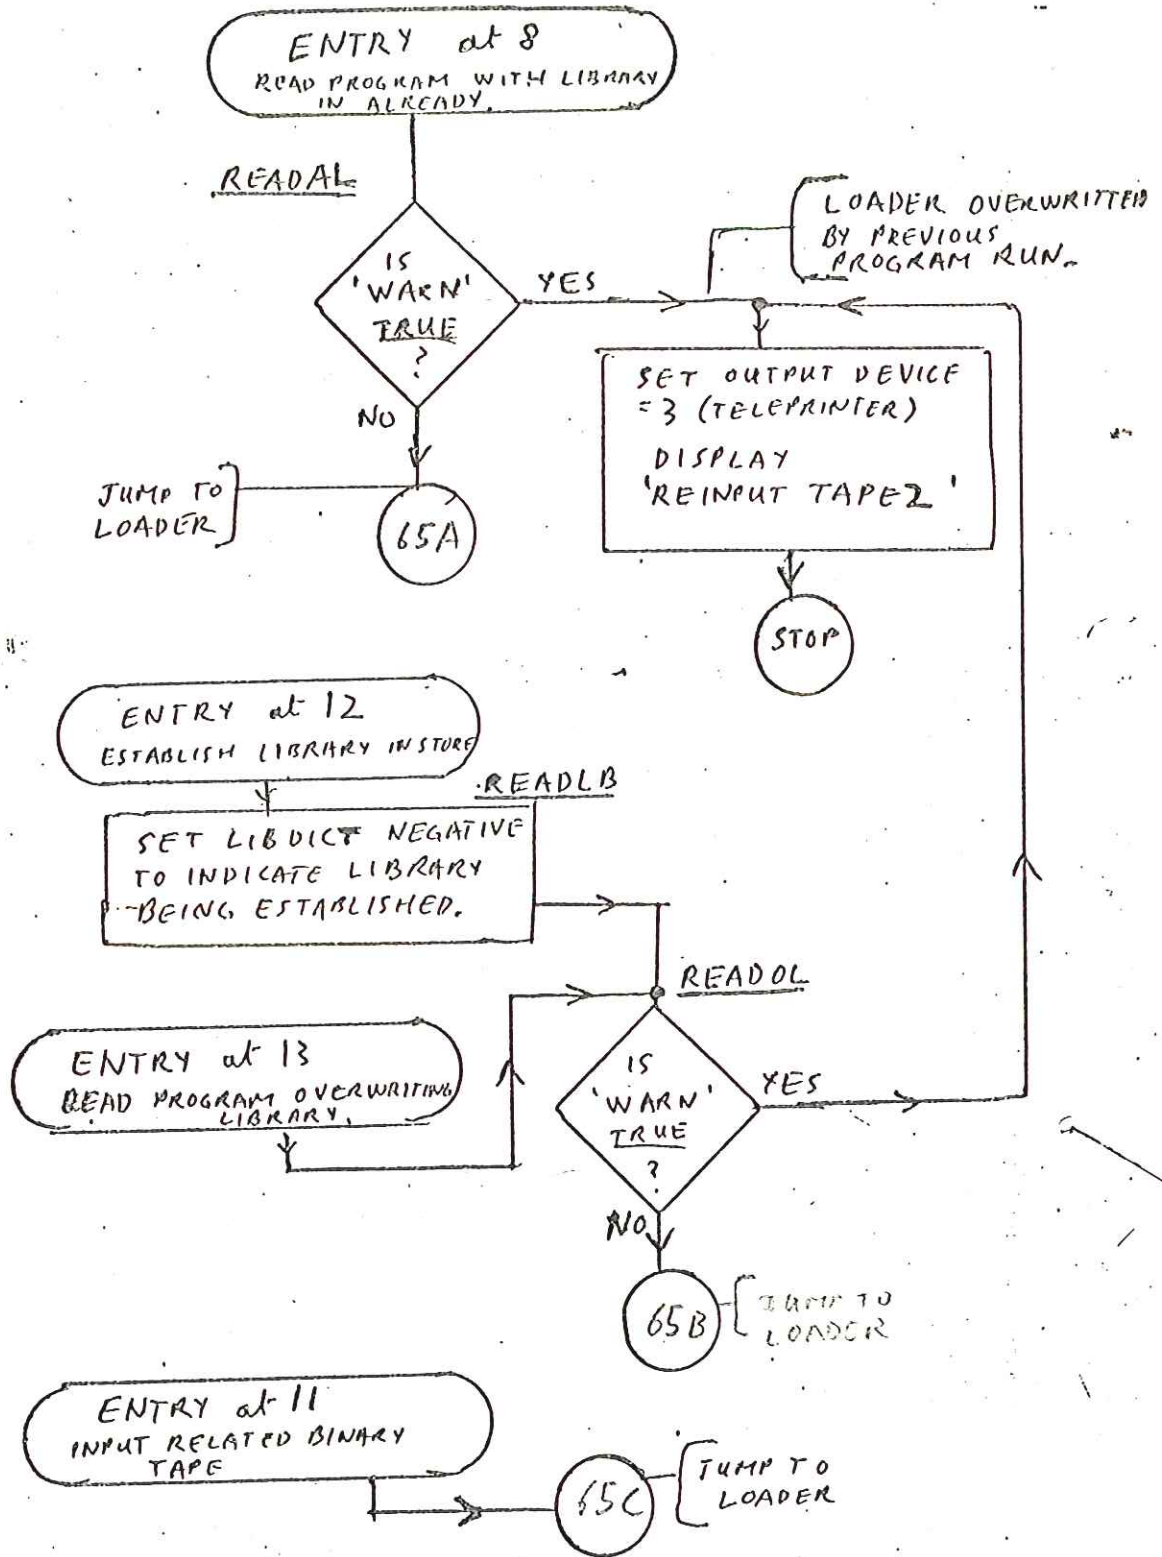 ENTRY at 8
READ PROGRAM WITH LIBRARY
IN ALREADY.
READAL
IS
'WARN'
TRUE
?
YES
NO
LOADER OVERWRITTED
BY PREVIOUS
PROGRAM RUN.
SET OUTPUT DEVICE
=3 (TELEPRINTER)
DISPLAY
'REINPUT TAPE2'
JUMP TO
LOADER
65A
STOP
ENTRY at 12
ESTABLISH LIBRARY IN STORE
READLB
SET LIBDICT NEGATIVE
TO INDICATE LIBRARY
BEING ESTABLISHED.
READOL
ENTRY at 13
READ PROGRAM OVERWRITING
LIBRARY.
IS
'WARN'
TRUE
?
YES
NO
65B
JUMP TO
LOADER
ENTRY at 11
INPUT RELATED BINARY
TAPE
65C
JUMP TO
LOADER